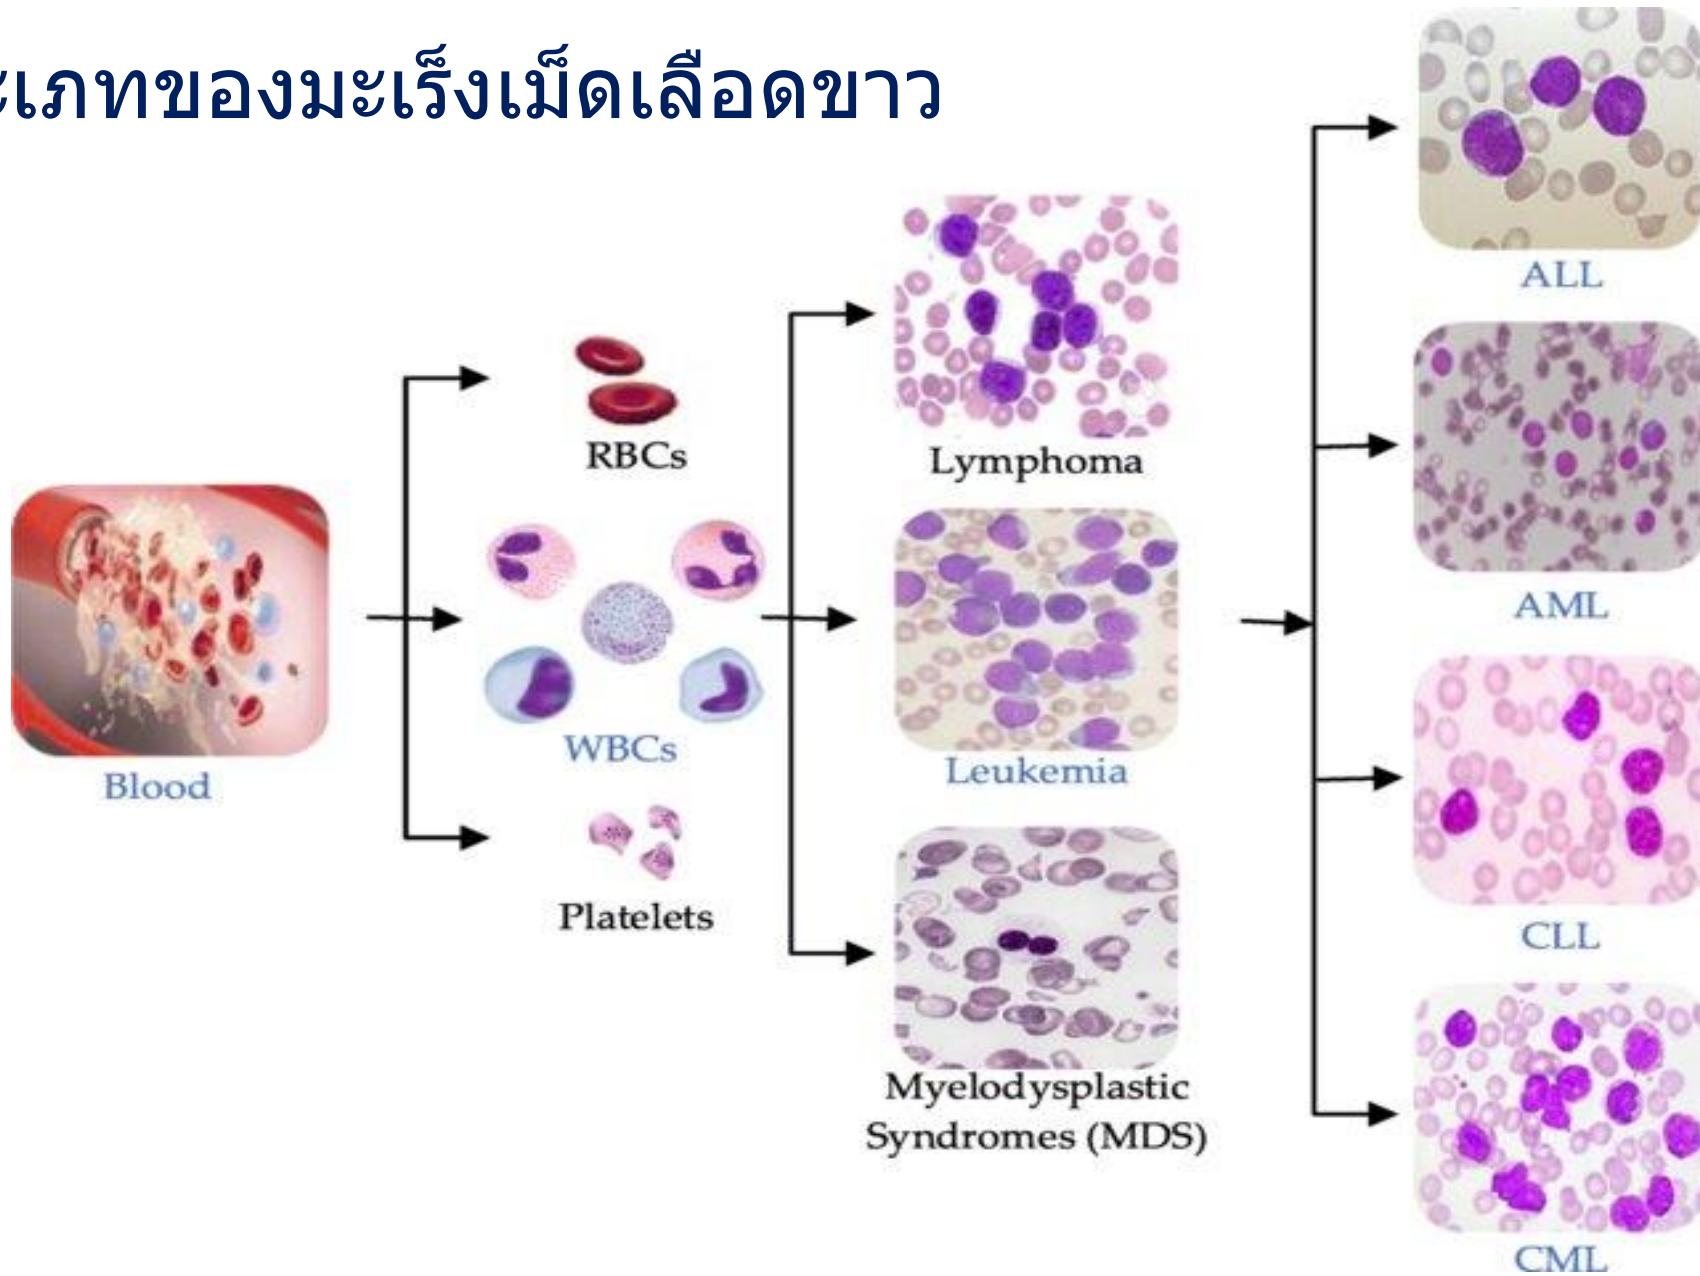 ะเภทของมะเร็งเม็ดเลือดขาว
Blood
RBCs
WBCs
Platelets
Lymphoma
Leukemia
Myelodysplastic
Syndromes (MDS)
ALL
AML
CLL
CML